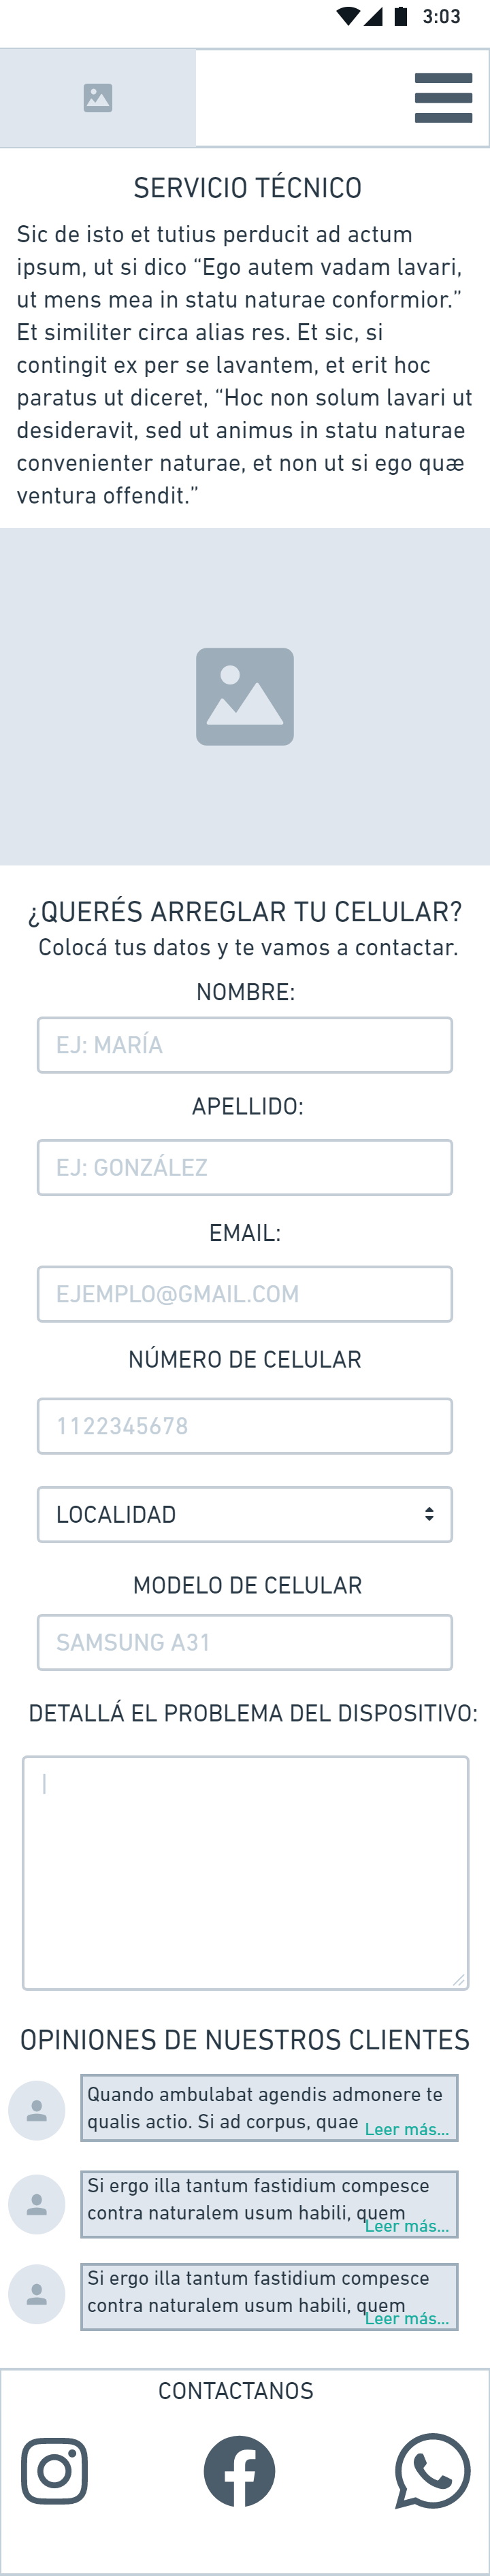 3:03
SERVICIO TÉCNICO
Sic de isto et tutius perducit ad actum
ipsum, ut si dico “Ego autem vadam lavari,
ut mens mea in statu naturae conformior.”
Et similiter circa alias res. Et sic, si
contingit ex per se lavantem, et erit hoc
paratus ut diceret, “Hoc non solum lavari ut
desideravit, sed ut animus in statu naturae
convenienter naturae, et non ut si ego quæ
ventura offendit.”
¿QUERÉS ARREGLAR TU CELULAR?
Colocá tus datos y te vamos a contactar.
NOMBRE:
EJ: MARÍA
APELLIDO:
EJ: GONZÁLEZ
EMAIL:
EJEMPLO@GMAIL.COM
NÚMERO DE CELULAR
1122345678
LOCALIDAD
MODELO DE CELULAR
SAMSUNG A31
DETALLÁ EL PROBLEMA DEL DISPOSITIVO:
OPINIONES DE NUESTROS CLIENTES
Quando ambulabat agendis admonere te
qualis actio. Si ad corpus, quae
Leer más...
Si ergo illa tantum fastidium compesce
contra naturalem usum habili, quem
Leer más...
Si ergo illa tantum fastidium compesce
contra naturalem usum habili, quem
Leer más...
CONTACTANOS